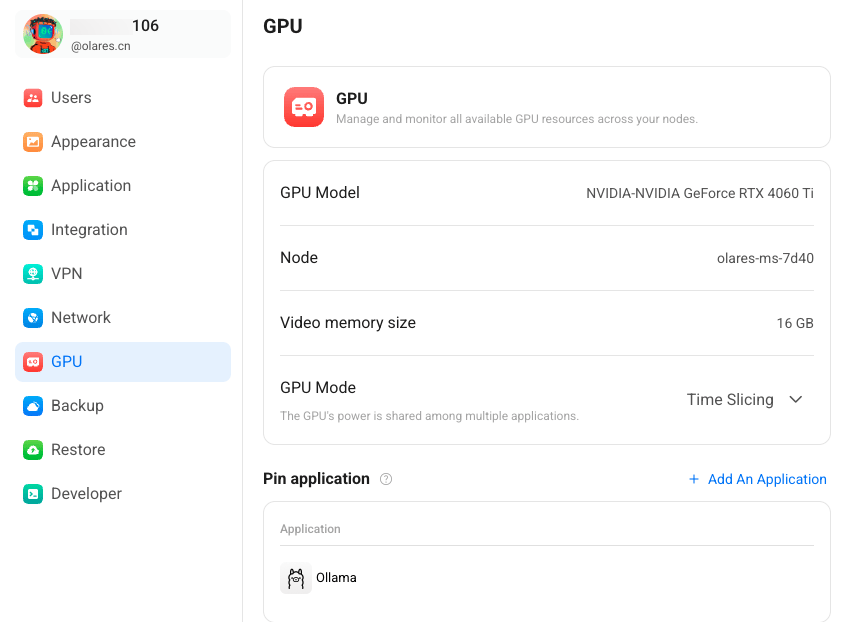 106
@olares.cn
Users
Appearance
Application
Integration
VPN
Network
GPU
Backup
Restore
Developer
GPU
GPU
Manage and monitor all available GPU resources across your nodes.
GPU Model NVIDIA-NVIDIA GeForce RTX 4060 Ti
Node olares-ms-7d40
Video memory size 16 GB
GPU Mode
The GPU's power is shared among multiple applications.
Time Slicing
Pin application ? + Add An Application
Application
Ollama